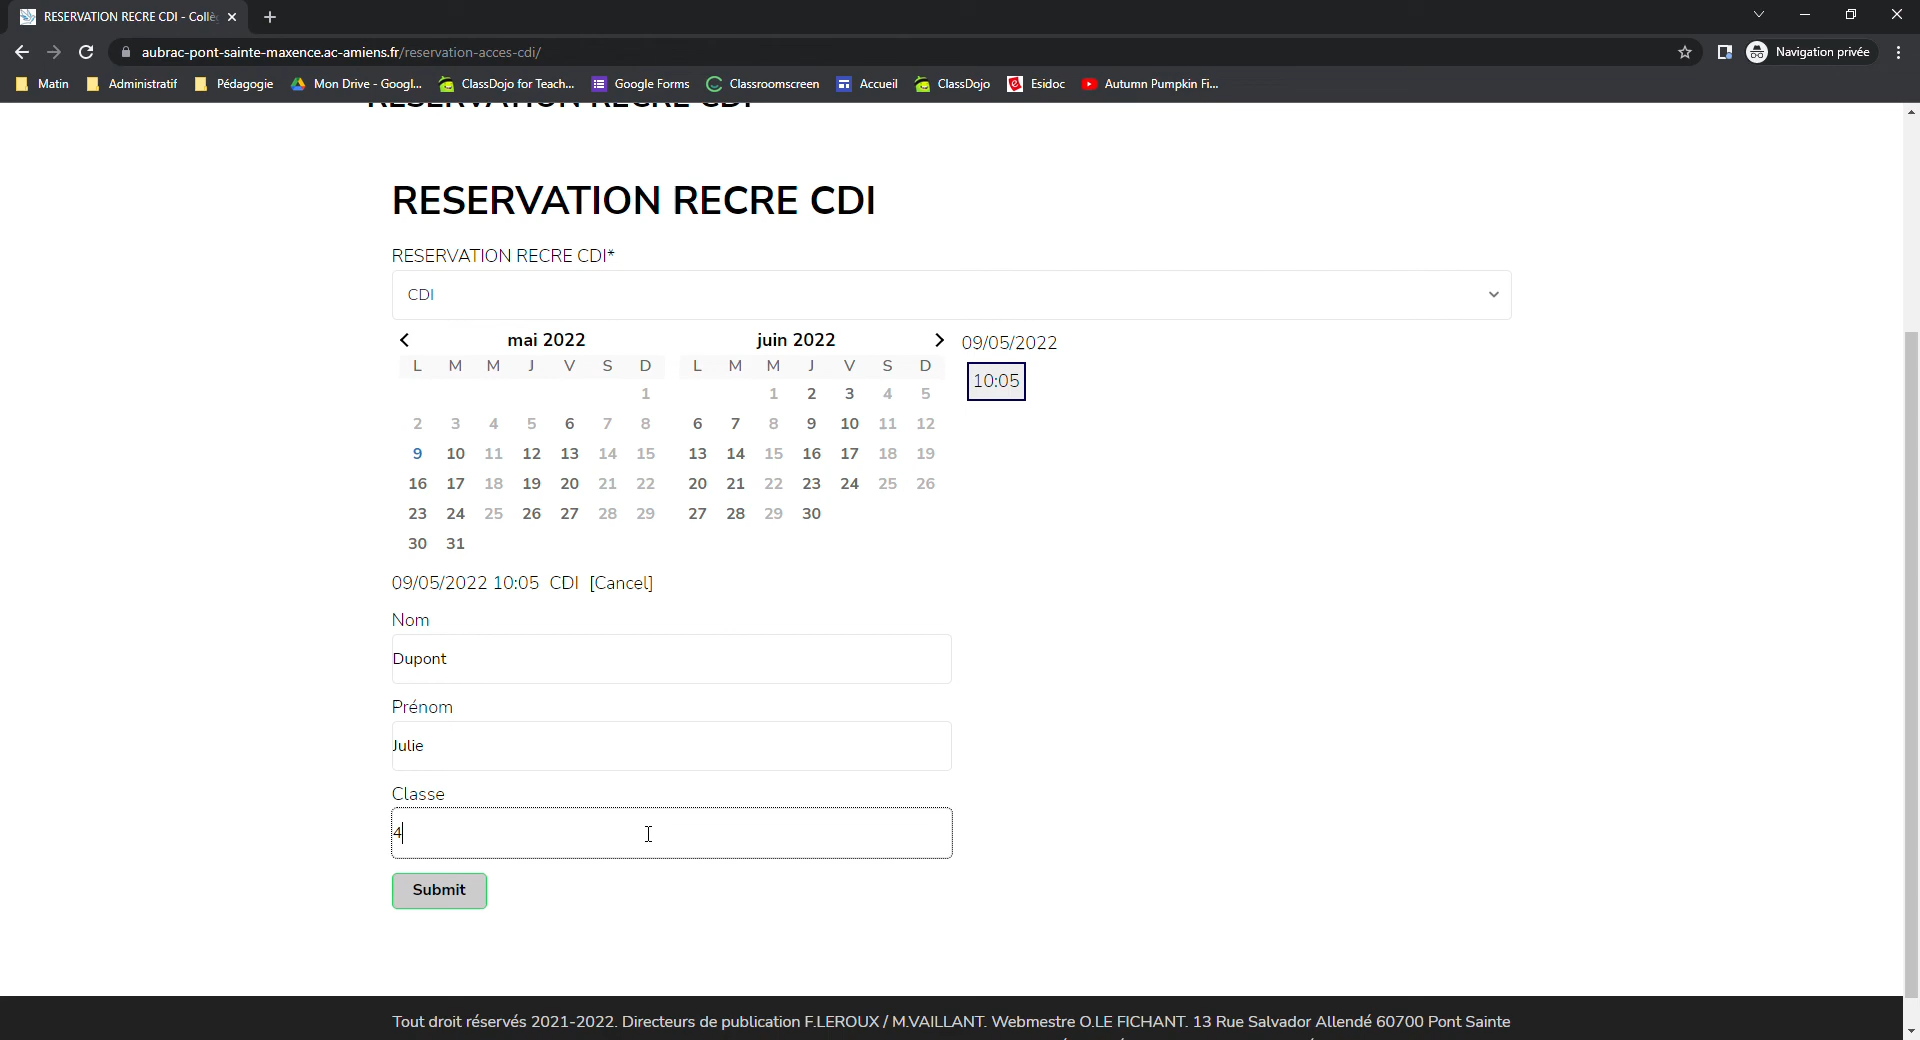 RESERVATION RECRE CDI - Collè
aubrac-pont-sainte-maxence.ac-amiens.fr/reservation-acces-cdi/
Navigation privée
Matin Administratif Pédagogie Mon Drive - Googl... ClassDojo for Teach... Google Forms Classroomscreen Accueil ClassDojo Esidoc Autumn Pumpkin Fi...
RESERVATION RECRE CDI
RESERVATION RECRE CDI
RESERVATION RECRE CDI*
CDI
mai 2022 juin 2022 09/05/2022
L M M J V S D L M M J V S D
10:05
1 1 2 3 4 5
2 3 4 5 6 7 8 6 7 8 9 10 11 12
9 10 11 12 13 14 15 13 14 15 16 17 18 19
16 17 18 19 20 21 22 20 21 22 23 24 25 26
23 24 25 26 27 28 29 27 28 29 30
30 31
09/05/2022 10:05 CDI [Cancel]
Nom
Dupont
Prénom
Julie
Classe
4
Submit
Tout droit réservés 2021-2022. Directeurs de publication F.LEROUX / M.VAILLANT. Webmestre O.LE FICHANT. 13 Rue Salvador Allendé 60700 Pont Sainte